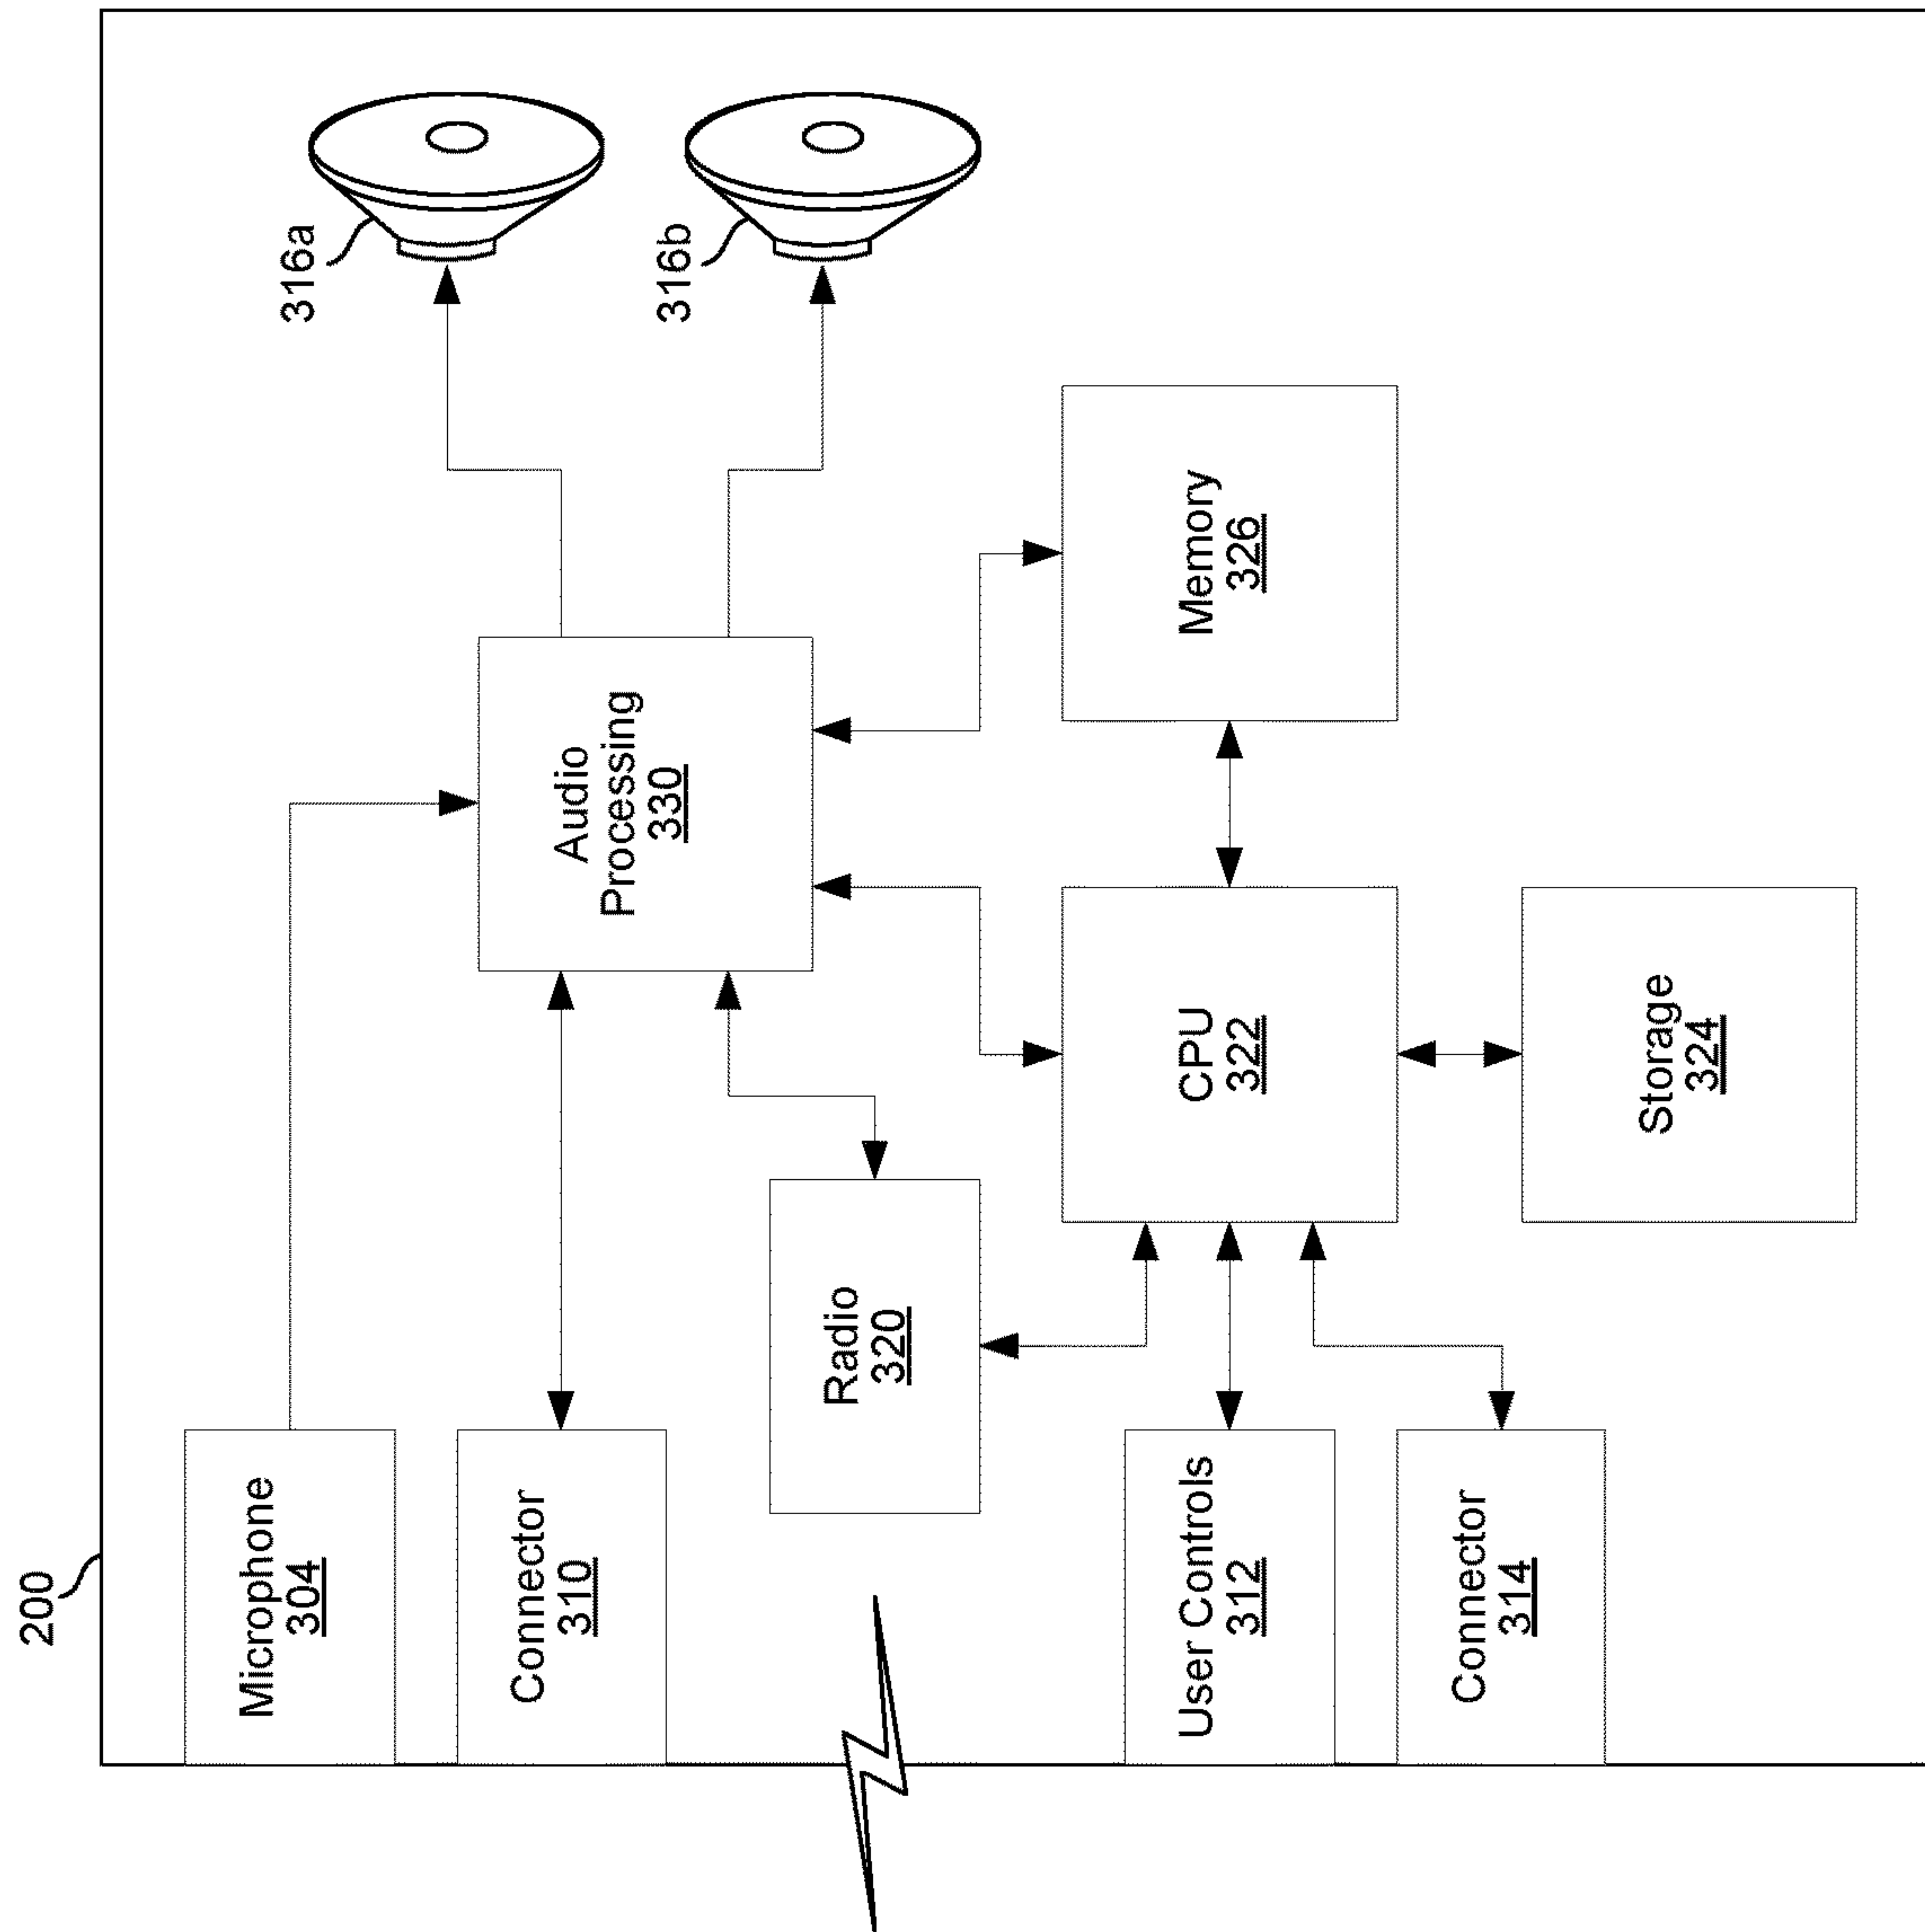 200
Microphone
304
Connector
310
Radio
320
User Controls
312
Connector
314
Audio
Processing
330
CPU
322
Storage
324
Memory
326
316a
316b